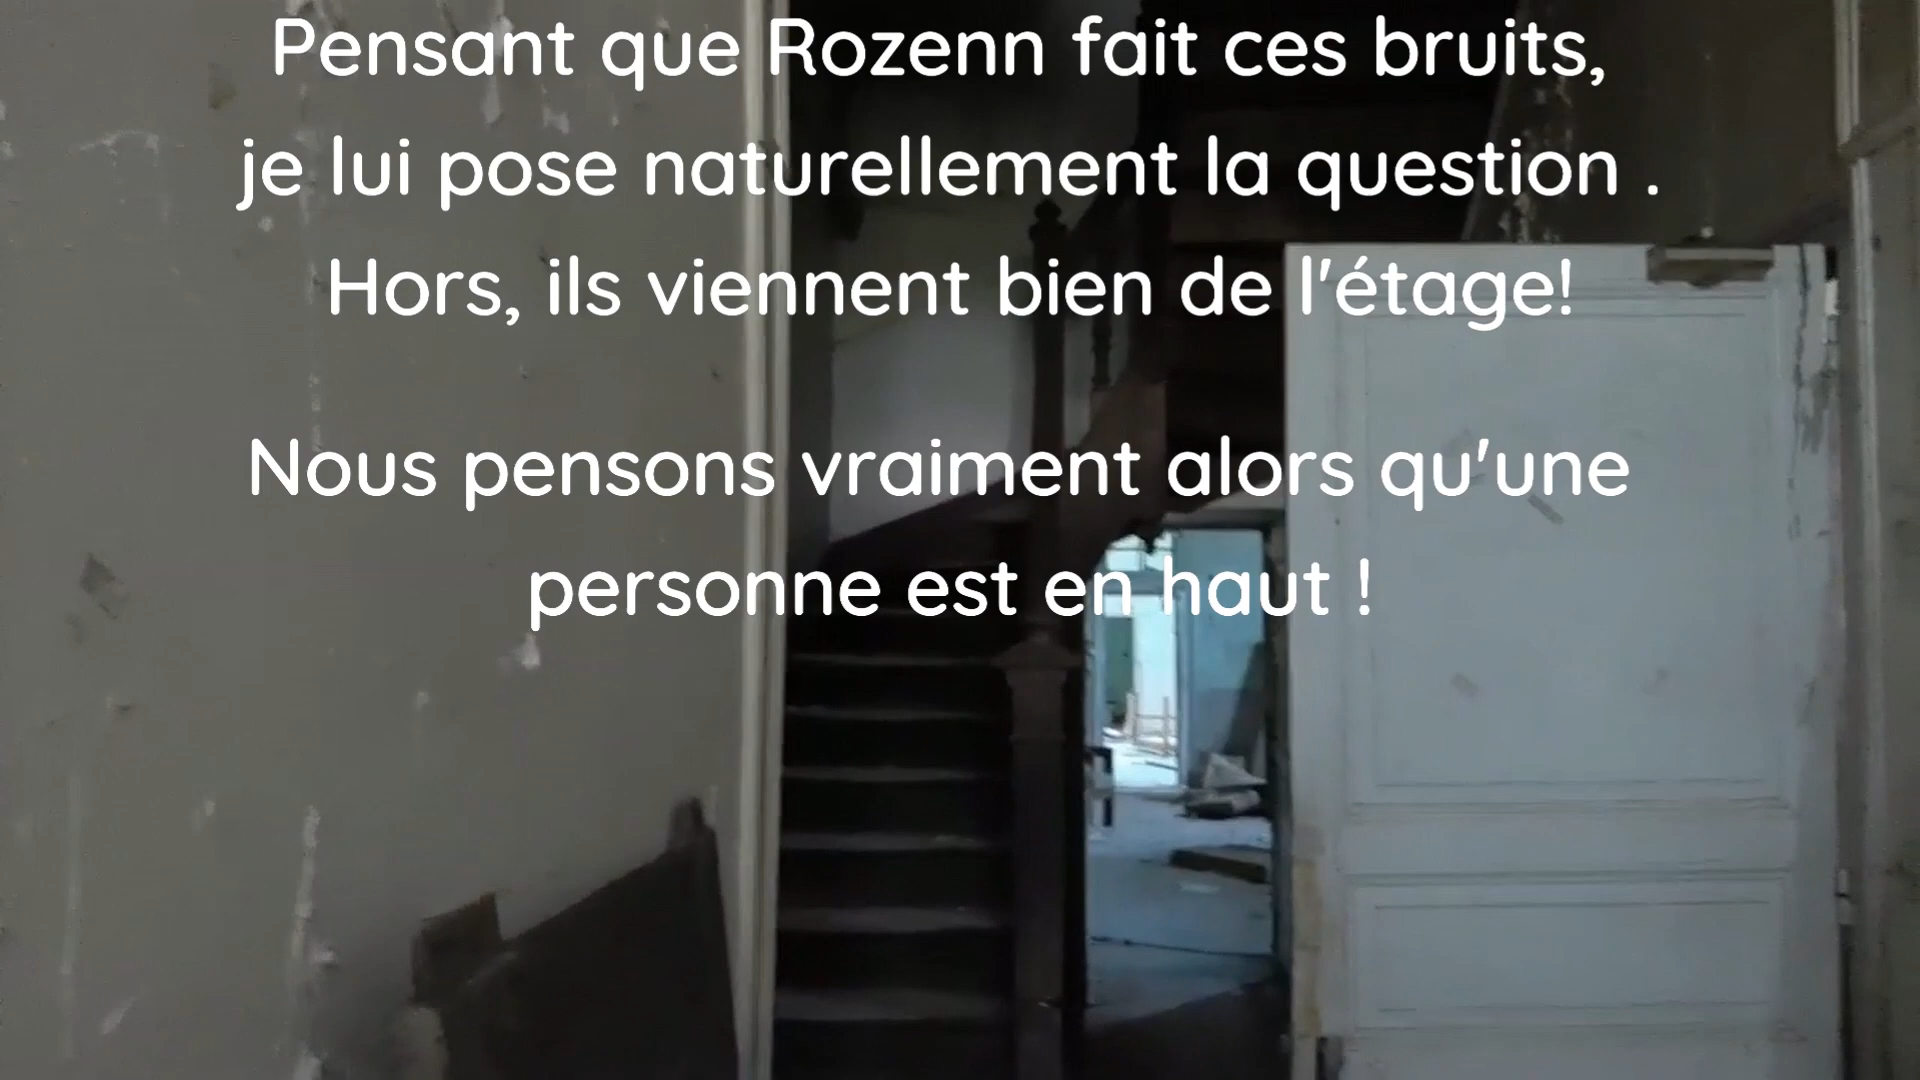 Pensant que Rozenn fait ces bruits,
je lui pose naturellement la question .
Hors, ils viennent bien de l'étage!
Nous pensons vraiment alors qu'une
personne est en haut !